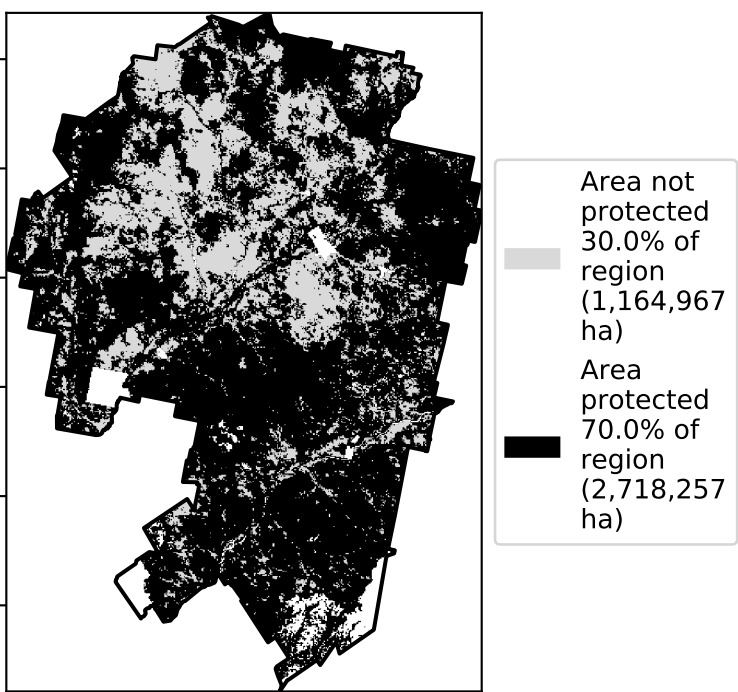 Area not
protected
30.0% of
region
(1,164,967
ha)
Area
protected
70.0% of
region
(2,718,257
ha)